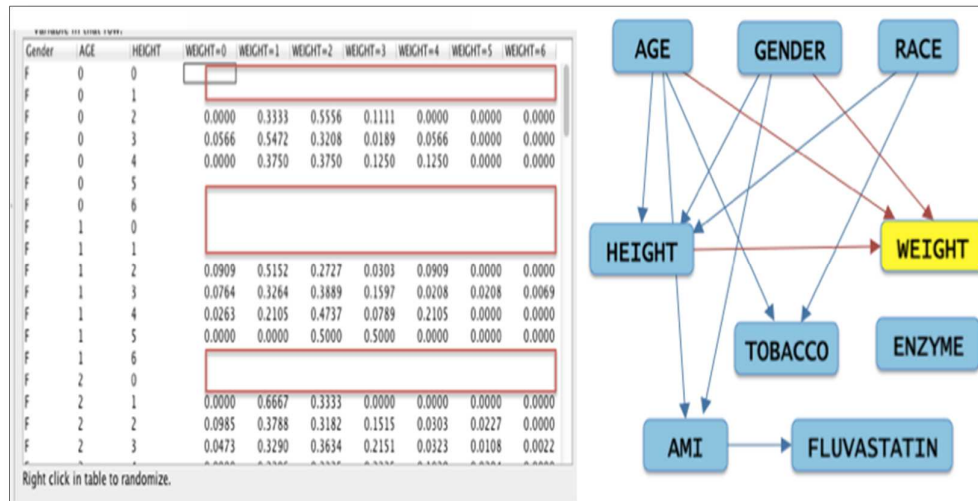 variable in that row.
Gender AGE HEIGHT WEIGHT=0 WEIGHT=1 WEIGHT=2 WEIGHT=3 WEIGHT=4 WEIGHT=5 WEIGHT=6
F 0 0
F 0 1
F 0 2 0.0000 0.3333 0.5556 0.1111 0.0000 0.0000 0.0000
F 0 3 0.0566 0.5472 0.3208 0.0189 0.0566 0.0000 0.0000
F 0 4 0.0000 0.3750 0.3750 0.1250 0.1250 0.0000 0.0000
F 0 5
F 0 6
F 1 0
F 1 1
F 1 2 0.0909 0.5152 0.2727 0.0303 0.0909 0.0000 0.0000
F 1 3 0.0764 0.3264 0.3889 0.1597 0.0208 0.0208 0.0069
F 1 4 0.0263 0.2105 0.4737 0.0789 0.2105 0.0000 0.0000
F 1 5 0.0000 0.0000 0.5000 0.5000 0.0000 0.0000 0.0000
F 1 6
F 2 0
F 2 1 0.0000 0.6667 0.3333 0.0000 0.0000 0.0000 0.0000
F 2 2 0.0985 0.3788 0.3182 0.1515 0.0303 0.0227 0.0000
F 2 3 0.0473 0.3290 0.3634 0.2151 0.0323 0.0108 0.0022
Right click in table to randomize.
AGE GENDER RACE
HEIGHT WEIGHT
TOBACCO ENZYME
AMI FLUVASTATIN